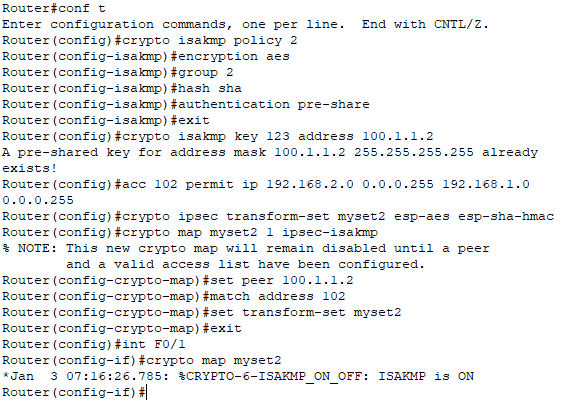 Router#conf t
Enter configuration commands, one per line.  End with CNTL/Z.
Router(config)#crypto isakmp policy 2
Router(config-isakmp)#encryption aes
Router(config-isakmp)#group 2
Router(config-isakmp)#hash sha
Router(config-isakmp)#authentication pre-share
Router(config-isakmp)#exit
Router(config)#crypto isakmp key 123 address 100.1.1.2
A pre-shared key for address mask 100.1.1.2 255.255.255.255 already
exists!
Router(config)#acc 102 permit ip 192.168.2.0 0.0.0.255 192.168.1.0
0.0.0.255
Router(config)#crypto ipsec transform-set myset2 esp-aes esp-sha-hmac
Router(config)#crypto map myset2 1 ipsec-isakmp
% NOTE: This new crypto map will remain disabled until a peer
        and a valid access list have been configured.
Router(config-crypto-map)#set peer 100.1.1.2
Router(config-crypto-map)#match address 102
Router(config-crypto-map)#set transform-set myset2
Router(config-crypto-map)#exit
Router(config)#int F0/1
Router(config-if)#crypto map myset2
*Jan  3 07:16:26.785: %CRYPTO-6-ISAKMP_ON_OFF: ISAKMP is ON
Router(config-if)#